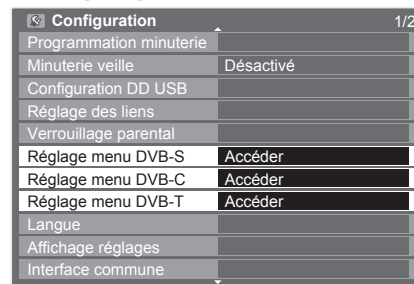 Configuration 1/2
Programmation minuterie
Minuterie veille Désactivé
Configuration DD USB
Réglage des liens
Verrouillage parental
Réglage menu DVB-S Accéder
Réglage menu DVB-C Accéder
Réglage menu DVB-T Accéder
Langue
Affichage réglages
Interface commune